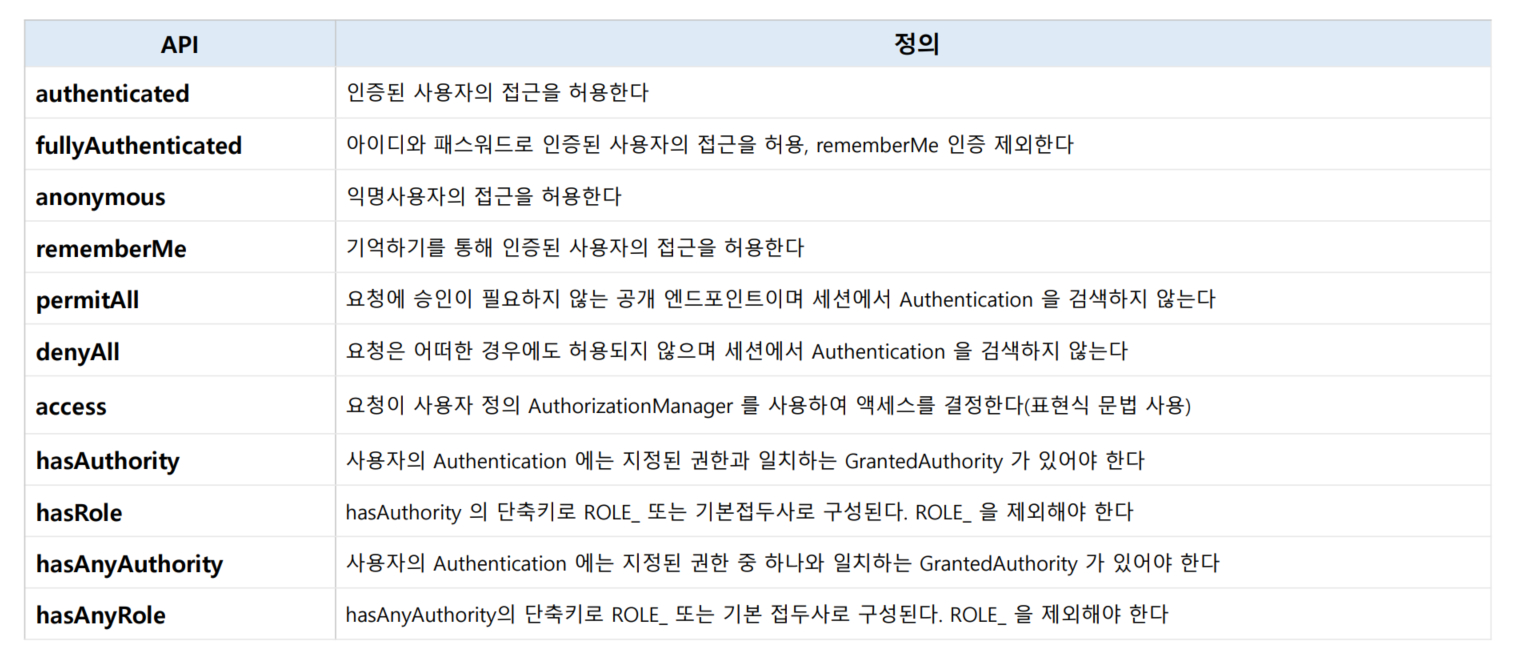 API 정의
authenticated 인증된 사용자의 접근을 허용한다
fullyAuthenticated 아이디와 패스워드로 인증된 사용자의 접근을 허용, rememberMe 인증 제외한다
anonymous 익명사용자의 접근을 허용한다
rememberMe 기억하기를 통해 인증된 사용자의 접근을 허용한다
permitAll 요청에 승인이 필요하지 않는 공개 엔드포인트이며 세션에서 Authentication 을 검색하지 않는다
denyAll 요청은 어떠한 경우에도 허용되지 않으며 세션에서 Authentication 을 검색하지 않는다
access 요청이 사용자 정의 AuthorizationManager 를 사용하여 액세스를 결정한다(표현식 문법 사용)
hasAuthority 사용자의 Authentication 에는 지정된 권한과 일치하는 GrantedAuthority 가 있어야 한다
hasRole hasAuthority 의 단축키로 ROLE_ 또는 기본접두사로 구성된다. ROLE_ 을 제외해야 한다
hasAnyAuthority 사용자의 Authentication 에는 지정된 권한 중 하나와 일치하는 GrantedAuthority 가 있어야 한다
hasAnyRole hasAnyAuthority의 단축키로 ROLE_ 또는 기본 접두사로 구성된다. ROLE_ 을 제외해야 한다